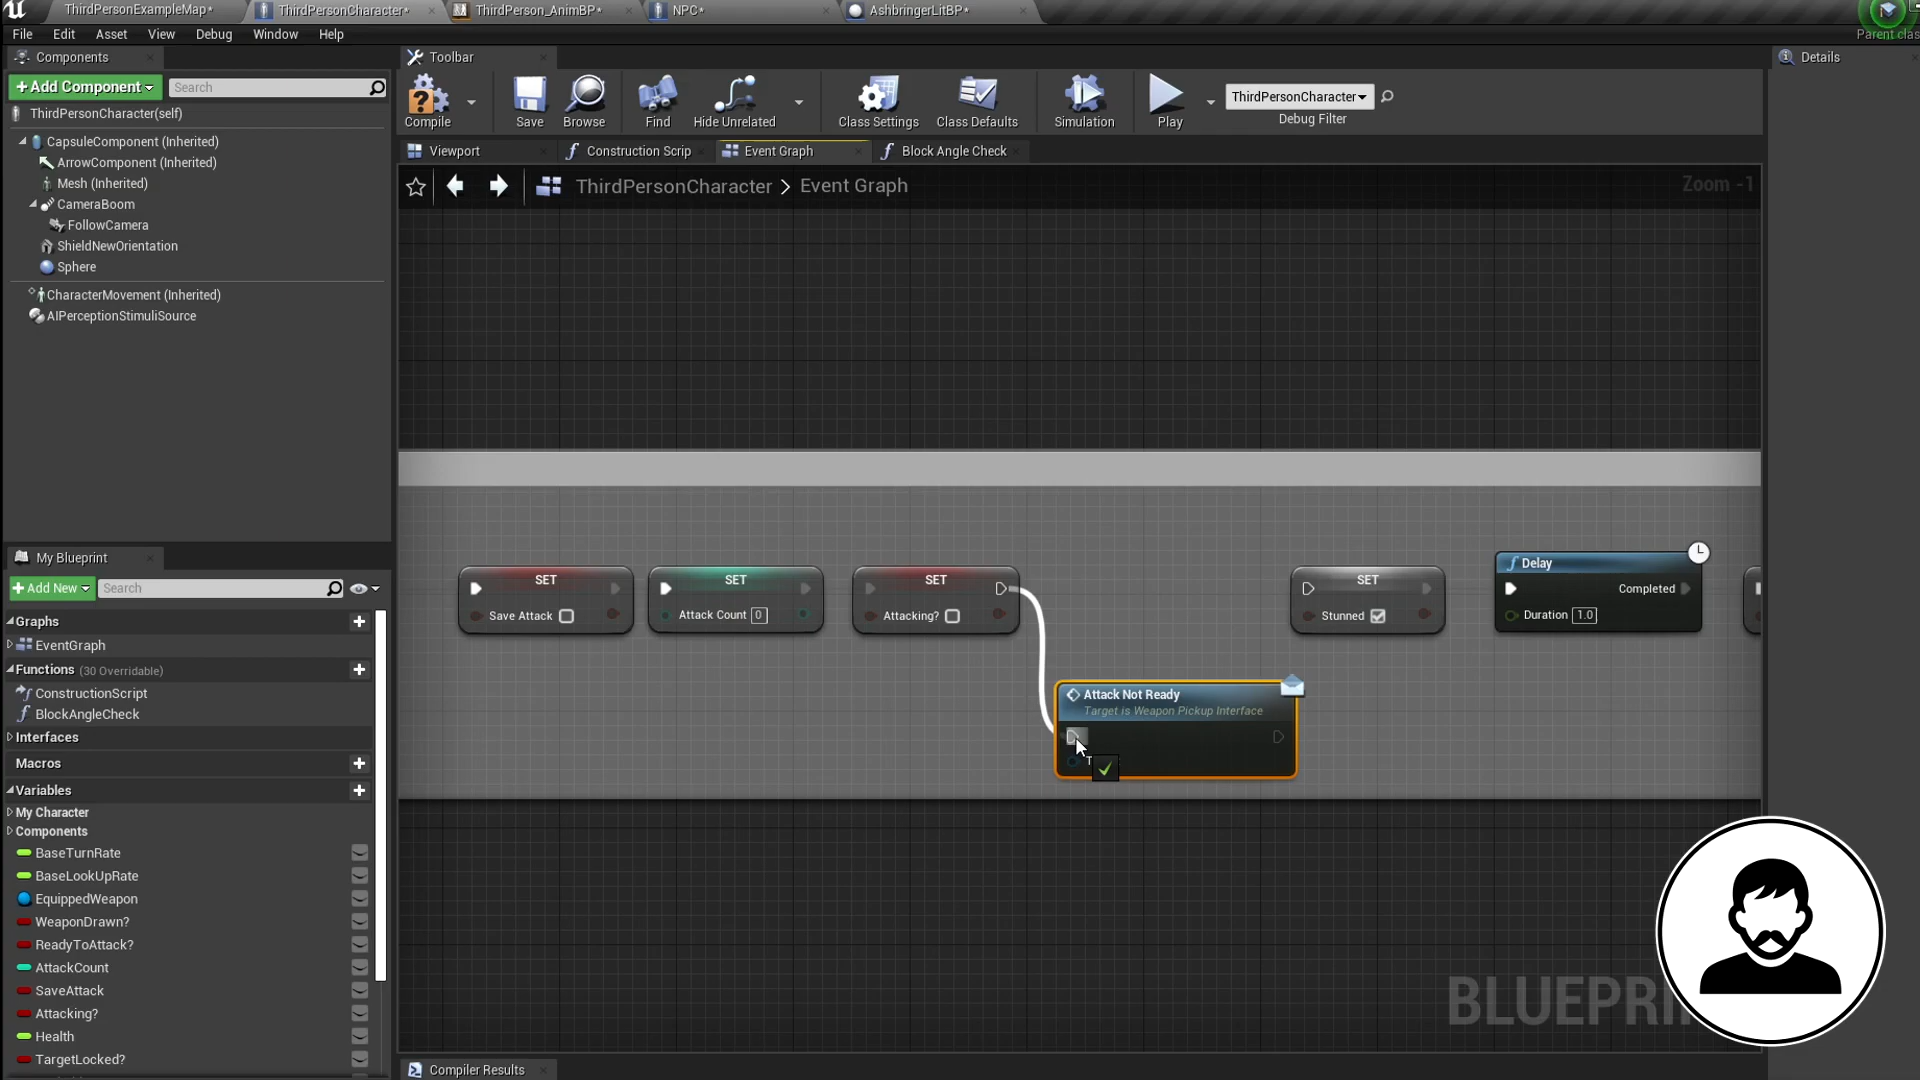 ThirdPersonExampleMap*
ThirdPersonCharacter*
ThirdPerson_AnimBP*
NPC*
AshbringerLitBP*
File Edit Asset View Debug Window Help
Parent clas
Components
Toolbar
Details
+Add Component
Search
ThirdPersonCharacter(self)
CapsuleComponent (Inherited)
ArrowComponent (Inherited)
Mesh (Inherited)
CameraBoom
FollowCamera
ShieldNewOrientation
Sphere
CharacterMovement (Inherited)
AIPerceptionStimuliSource
Compile
Save
Browse
Find
Hide Unrelated
Class Settings
Class Defaults
Simulation
Play
ThirdPersonCharacter
Debug Filter
Viewport
Construction Scrip
Event Graph
Block Angle Check
ThirdPersonCharacter > Event Graph
Zoom -1
SET
Save Attack
SET
Attack Count 0
SET
Attacking?
Attack Not Ready
Target is Weapon Pickup Interface
T
SET
Stunned
Delay
Completed
Duration 1.0
BLUEPRI
My Blueprint
+Add New
Search
Graphs
EventGraph
Functions (30 Overridable)
ConstructionScript
BlockAngleCheck
Interfaces
Macros
Variables
My Character
Components
BaseTurnRate
BaseLookUpRate
EquippedWeapon
WeaponDrawn?
ReadyToAttack?
AttackCount
SaveAttack
Attacking?
Health
TargetLocked?
Compiler Results